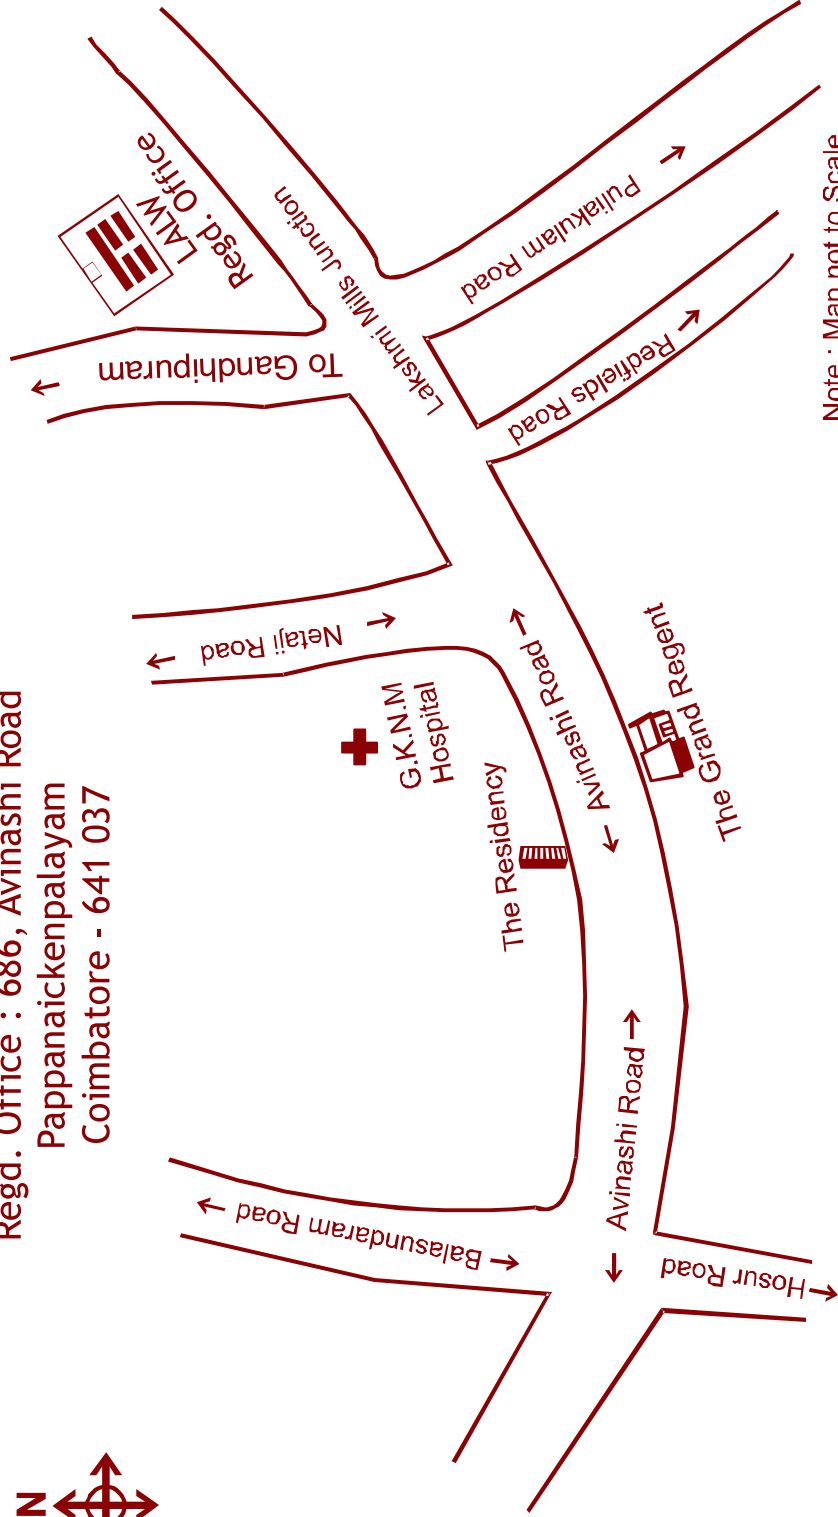 Regd. Office : 686, Avinashi Road
Pappanaickenpalayam
Coimbatore - 641 037
N
Balasundaram Road
Hosur Road
Avinashi Road
The Residency
G.K.N.M
Hospital
The Grand Regent
Avinashi Road
Netaji Road
Redfields Road
Lakshmi Mills Junction
Puliakulam Road
To Gandhipuram
LALW
Regd. Office
Note : Map not to Scale